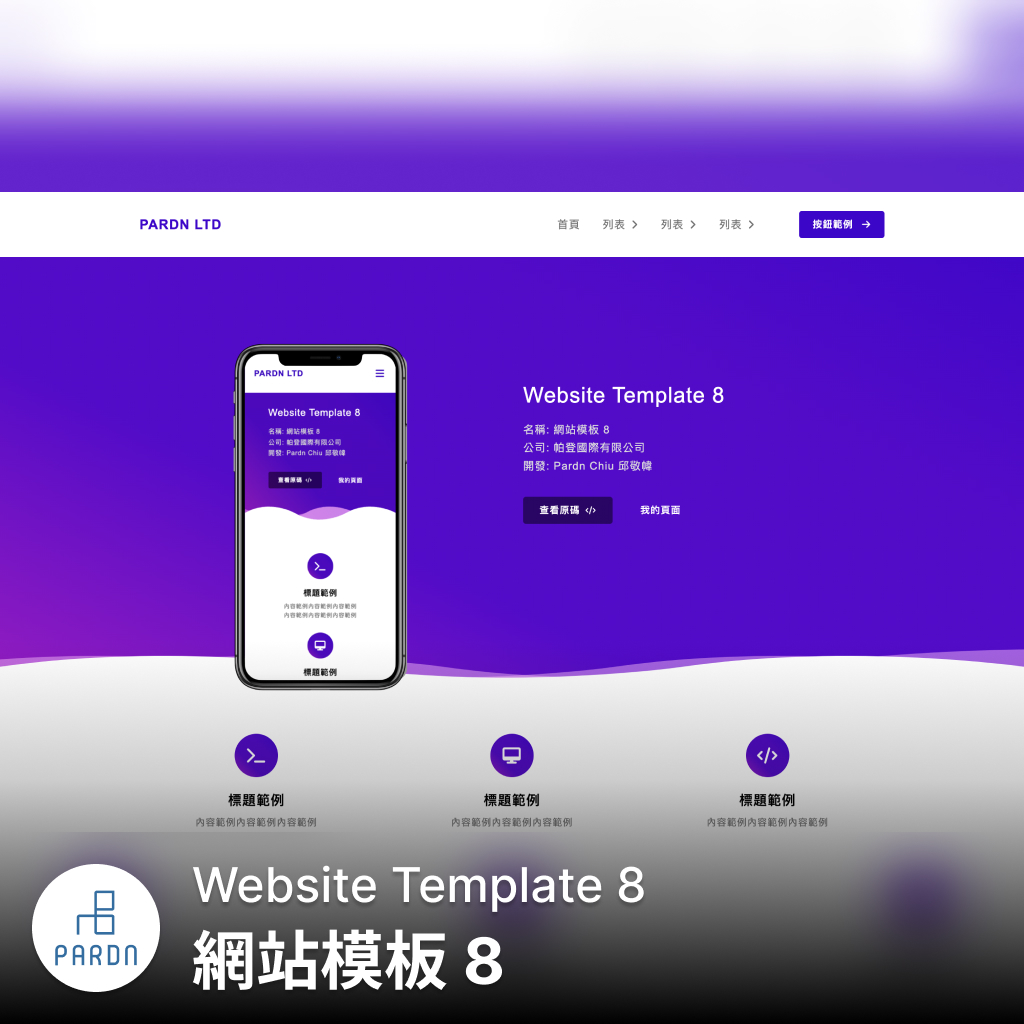 PARDN LTD
首頁
列表
列表
列表
按鈕範例
PARDN LTD
Website Template 8
名稱: 網站模板 8
公司: 帕登國際有限公司
開發: Pardn Chiu 邱敬幃
查看原碼 </>
我的頁面
標題範例
內容範例內容範例內容範例
內容範例內容範例內容範例
標題範例
Website Template 8
名稱: 網站模板 8
公司: 帕登國際有限公司
開發: Pardn Chiu 邱敬幃
查看原碼 </>
我的頁面
標題範例
內容範例內容範例內容範例
標題範例
內容範例內容範例內容範例
標題範例
內容範例內容範例內容範例
PARDN
Website Template 8
網站模板 8